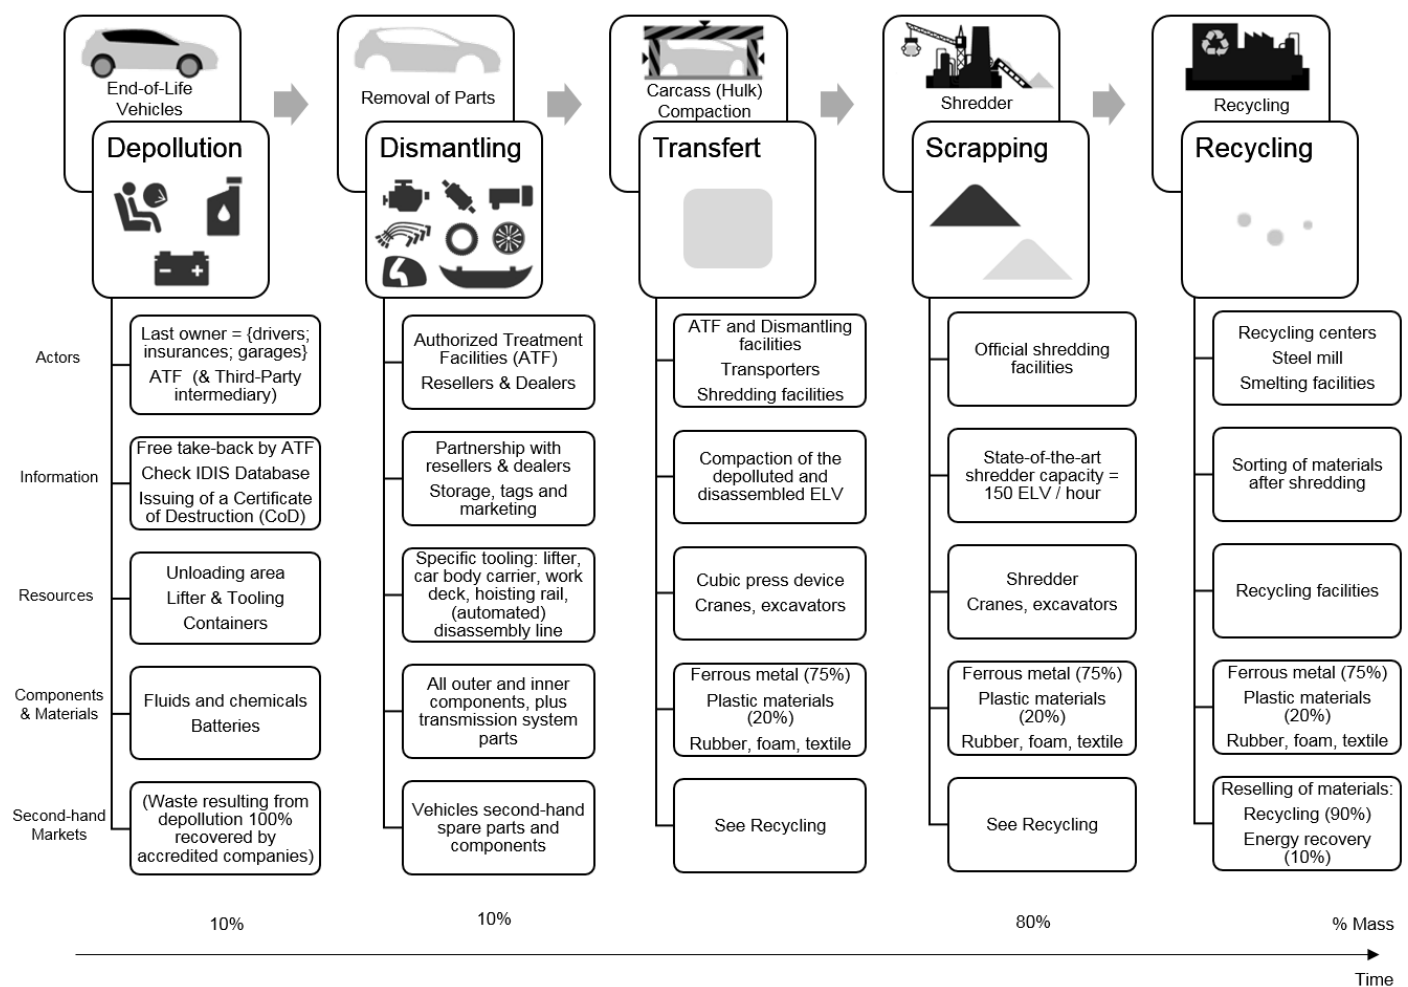 End-of-Life
Vehicles
Removal of Parts
Carcass (Hulk)
Compaction
Shredder
Recycling
Depollution
Dismantling
Transfert
Scrapping
Recycling
Actors
Last owner = {drivers;
insurances; garages}
ATF (& Third-Party
intermediary)
Authorized Treatment
Facilities (ATF)
Resellers & Dealers
ATF and Dismantling
facilities
Transporters
Shredding facilities
Official shredding
facilities
Recycling centers
Steel mill
Smelting facilities
Information
Free take-back by ATF
Check IDIS Database
Issuing of a Certificate
of Destruction (CoD)
Partnership with
resellers & dealers
Storage, tags and
marketing
Compaction of the
depolluted and
disassembled ELV
State-of-the-art
shredder capacity =
150 ELV / hour
Sorting of materials
after shredding
Resources
Unloading area
Lifter & Tooling
Containers
Specific tooling: lifter,
car body carrier, work
deck, hoisting rail,
(automated)
disassembly line
Cubic press device
Cranes, excavators
Shredder
Cranes, excavators
Recycling facilities
Components
& Materials
Fluids and chemicals
Batteries
All outer and inner
components, plus
transmission system
parts
Ferrous metal (75%)
Plastic materials
(20%)
Rubber, foam, textile
Ferrous metal (75%)
Plastic materials
(20%)
Rubber, foam, textile
Ferrous metal (75%)
Plastic materials
(20%)
Rubber, foam, textile
Second-hand
Markets
(Waste resulting from
depollution 100%
recovered by
accredited companies)
Vehicles second-hand
spare parts and
components
See Recycling
See Recycling
Reselling of materials:
Recycling (90%)
Energy recovery
(10%)
10%
10%
80%
% Mass
Time